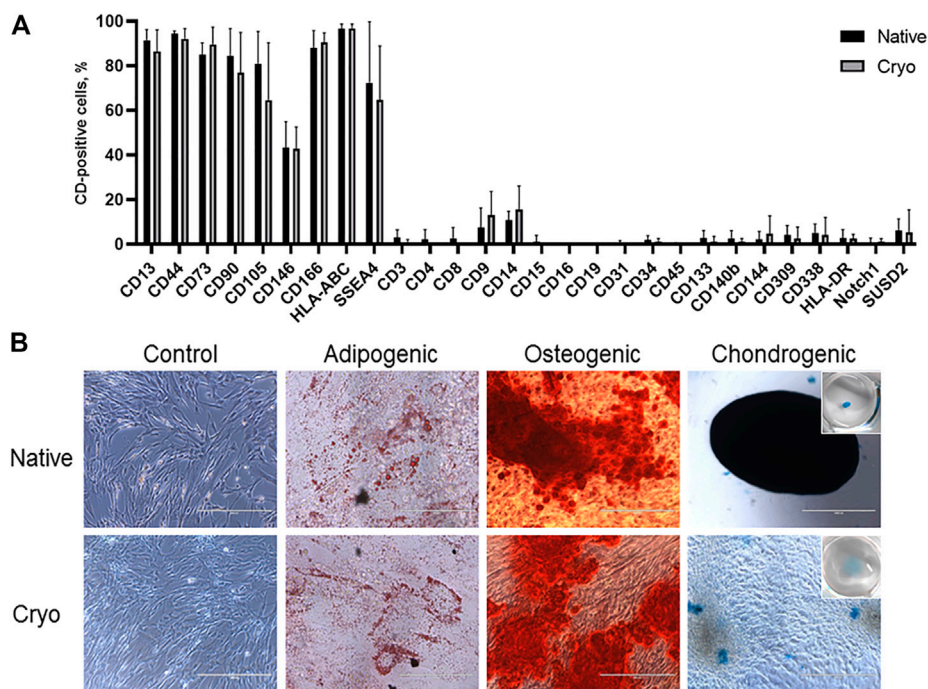 A
CD-positive cells, %
100
80
60
40
20
0
Native
Cryo
CD13
CD44
CD73
CD90
CD105
CD146
CD166
HLA-ABC
SSEA4
CD3
CD4
CD8
CD9
CD14
CD15
CD16
CD19
CD31
CD34
CD45
CD133
CD140b
CD144
CD309
CD338
HLA-DR
Notch1
SUSD2
B
Control Adipogenic Osteogenic Chondrogenic
Native
Cryo